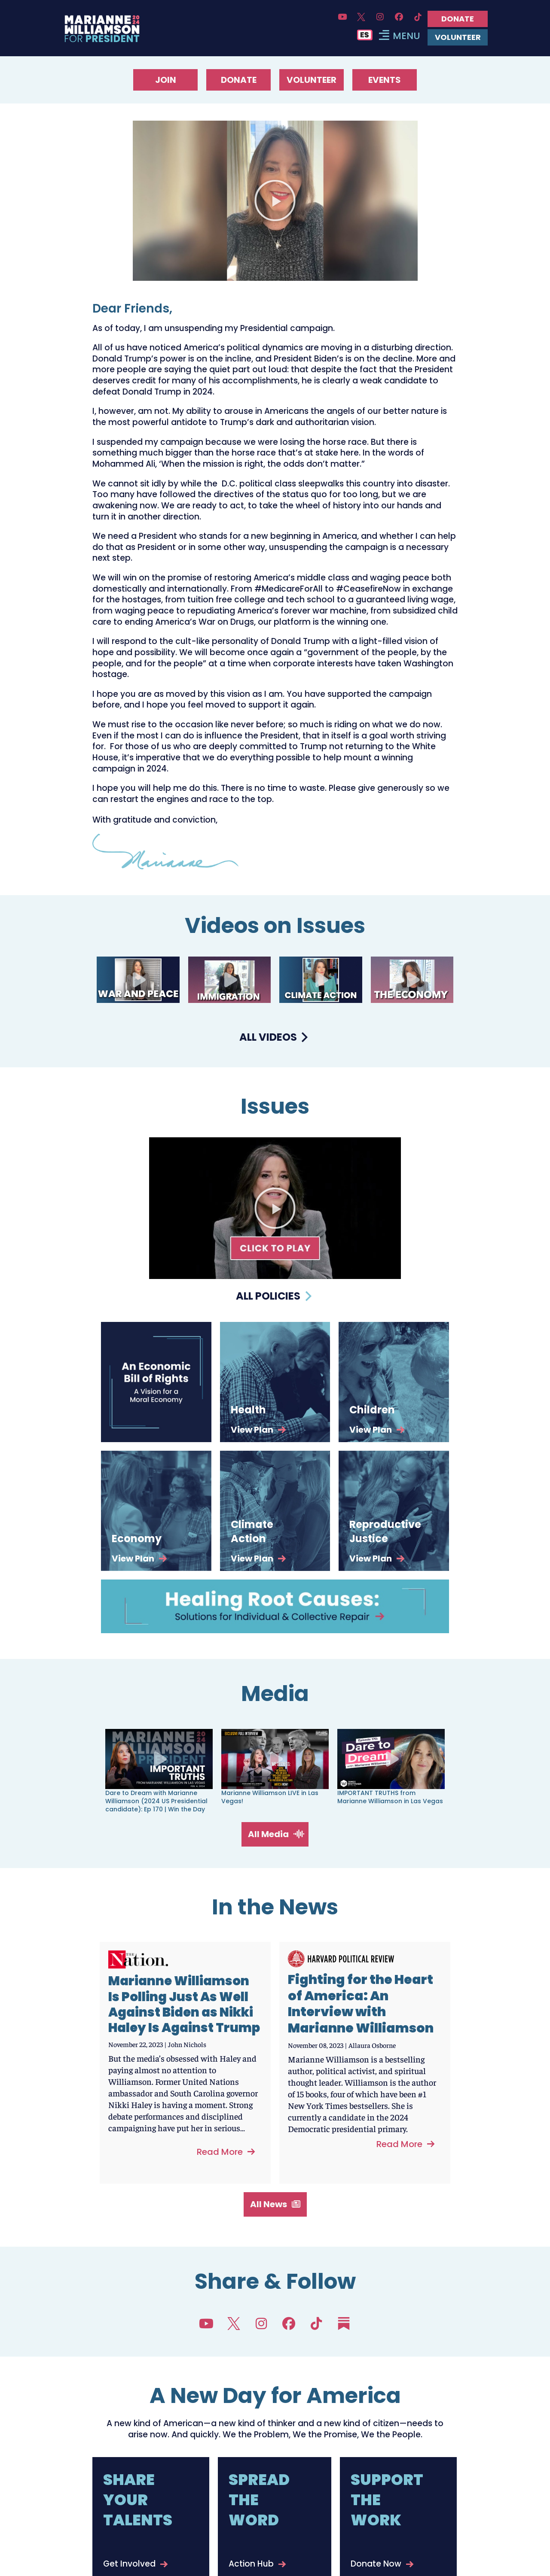 MARIANNE 2024
WILLIAMSON
FOR PRESIDENT
DONATE
ES
MENU
VOLUNTEER
JOIN
DONATE
VOLUNTEER
EVENTS
Dear Friends,
As of today, I am unsuspending my Presidential campaign.
All of us have noticed America’s political dynamics are moving in a disturbing direction.
Donald Trump’s power is on the incline, and President Biden’s is on the decline. More and
more people are saying the quiet part out loud: that despite the fact that the President
deserves credit for many of his accomplishments, he is clearly a weak candidate to
defeat Donald Trump in 2024.
I, however, am not. My ability to arouse in Americans the angels of our better nature is
the most powerful antidote to Trump’s dark and authoritarian vision.
I suspended my campaign because we were losing the horse race. But there is
something much bigger than the horse race that’s at stake here. In the words of
Mohammed Ali, ‘When the mission is right, the odds don’t matter.”
We cannot sit idly by while the  D.C. political class sleepwalks this country into disaster.
Too many have followed the directives of the status quo for too long, but we are
awakening now. We are ready to act, to take the wheel of history into our hands and
turn it in another direction.
We need a President who stands for a new beginning in America, and whether I can help
do that as President or in some other way, unsuspending the campaign is a necessary
next step.
We will win on the promise of restoring America’s middle class and waging peace both
domestically and internationally. From #MedicareForAll to #CeasefireNow in exchange
for the hostages, from tuition free college and tech school to a guaranteed living wage,
from waging peace to repudiating America’s forever war machine, from subsidized child
care to ending America’s War on Drugs, our platform is the winning one.
I will respond to the cult-like personality of Donald Trump with a light-filled vision of
hope and possibility. We will become once again a “government of the people, by the
people, and for the people” at a time when corporate interests have taken Washington
hostage.
I hope you are as moved by this vision as I am. You have supported the campaign
before, and I hope you feel moved to support it again.
We must rise to the occasion like never before; so much is riding on what we do now.
Even if the most I can do is influence the President, that in itself is a goal worth striving
for.  For those of us who are deeply committed to Trump not returning to the White
House, it’s imperative that we do everything possible to help mount a winning
campaign in 2024.
I hope you will help me do this. There is no time to waste. Please give generously so we
can restart the engines and race to the top.
With gratitude and conviction,
Marianne
Videos on Issues
WAR AND PEACE
IMMIGRATION
CLIMATE ACTION
THE ECONOMY
ALL VIDEOS
Issues
CLICK TO PLAY
ALL POLICIES
An Economic
Bill of Rights
A Vision for a
Moral Economy
Health
View Plan
Children
View Plan
Economy
View Plan
Climate
Action
View Plan
Reproductive
Justice
View Plan
Healing Root Causes:
Solutions for Individual & Collective Repair
Media
MARIANNE 2024
WILLIAMSON
PRESIDENT
IMPORTANT
TRUTHS
Dare to
Dream
Dare to Dream with Marianne
Williamson (2024 US Presidential
candidate): Ep 170 | Win the Day
Marianne Williamson LIVE in Las
Vegas!
IMPORTANT TRUTHS from
Marianne Williamson in Las Vegas
All Media
In the News
The Nation.
Marianne Williamson
Is Polling Just As Well
Against Biden as Nikki
Haley Is Against Trump
November 22, 2023 | John Nichols
But the media’s obsessed with Haley and
paying almost no attention to
Williamson. Former United Nations
ambassador and South Carolina governor
Nikki Haley is having a moment. Strong
debate performances and disciplined
campaigning have put her in serious...
Read More
HARVARD POLITICAL REVIEW
Fighting for the Heart
of America: An
Interview with
Marianne Williamson
November 08, 2023 | Allaura Osborne
Marianne Williamson is a bestselling
author, political activist, and spiritual
thought leader. Williamson is the author
of 15 books, four of which have been #1
New York Times bestsellers. She is
currently a candidate in the 2024
Democratic presidential primary.
Read More
All News
Share & Follow
A New Day for America
A new kind of American—a new kind of thinker and a new kind of citizen—needs to
arise now. And quickly. We the Problem, We the Promise, We the People.
SHARE
YOUR
TALENTS
Get Involved
SPREAD
THE
WORD
Action Hub
SUPPORT
THE
WORK
Donate Now